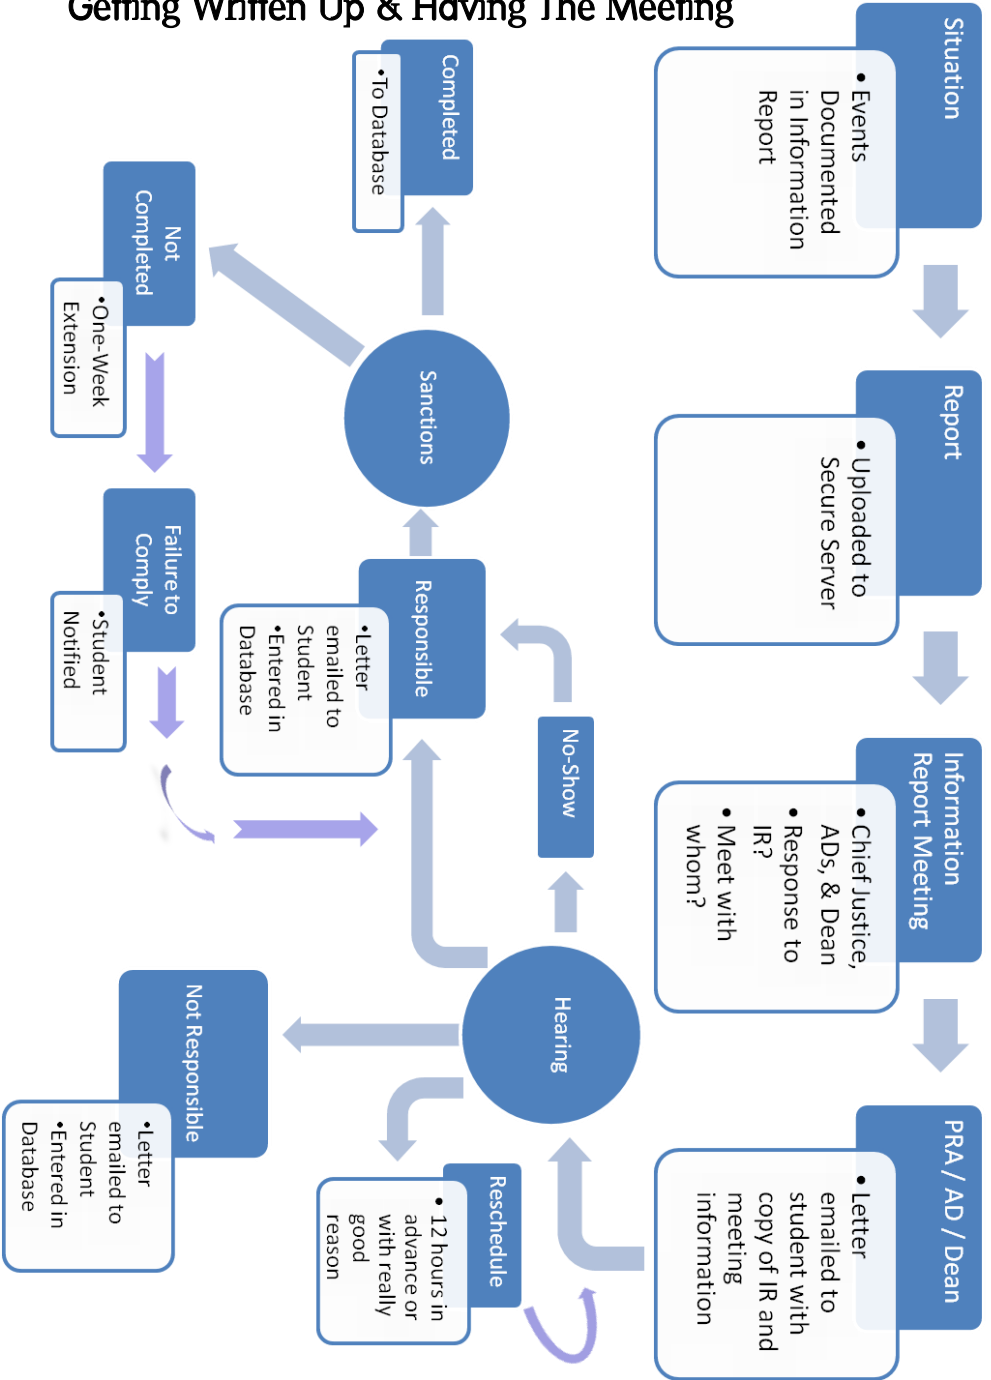 Getting Written Up & Having The Meeting
Situation
• Events
Documented
in Information
Report
Report
• Uploaded to
Secure Server
Information
Report Meeting
• Chief Justice,
ADs, & Dean
• Response to
IR?
• Meet with
whom?
PRA / AD / Dean
• Letter
emailed to
student with
copy of IR and
meeting
information
Hearing
Reschedule
• 12 hours in
advance or
with really
good
reason
No-Show
Not Responsible
•Letter
emailed to
Student
•Entered in
Database
Responsible
•Letter
emailed to
Student
•Entered in
Database
Sanctions
Completed
•To Database
Not
Completed
•One-Week
Extension
Failure to
Comply
•Student
Notified